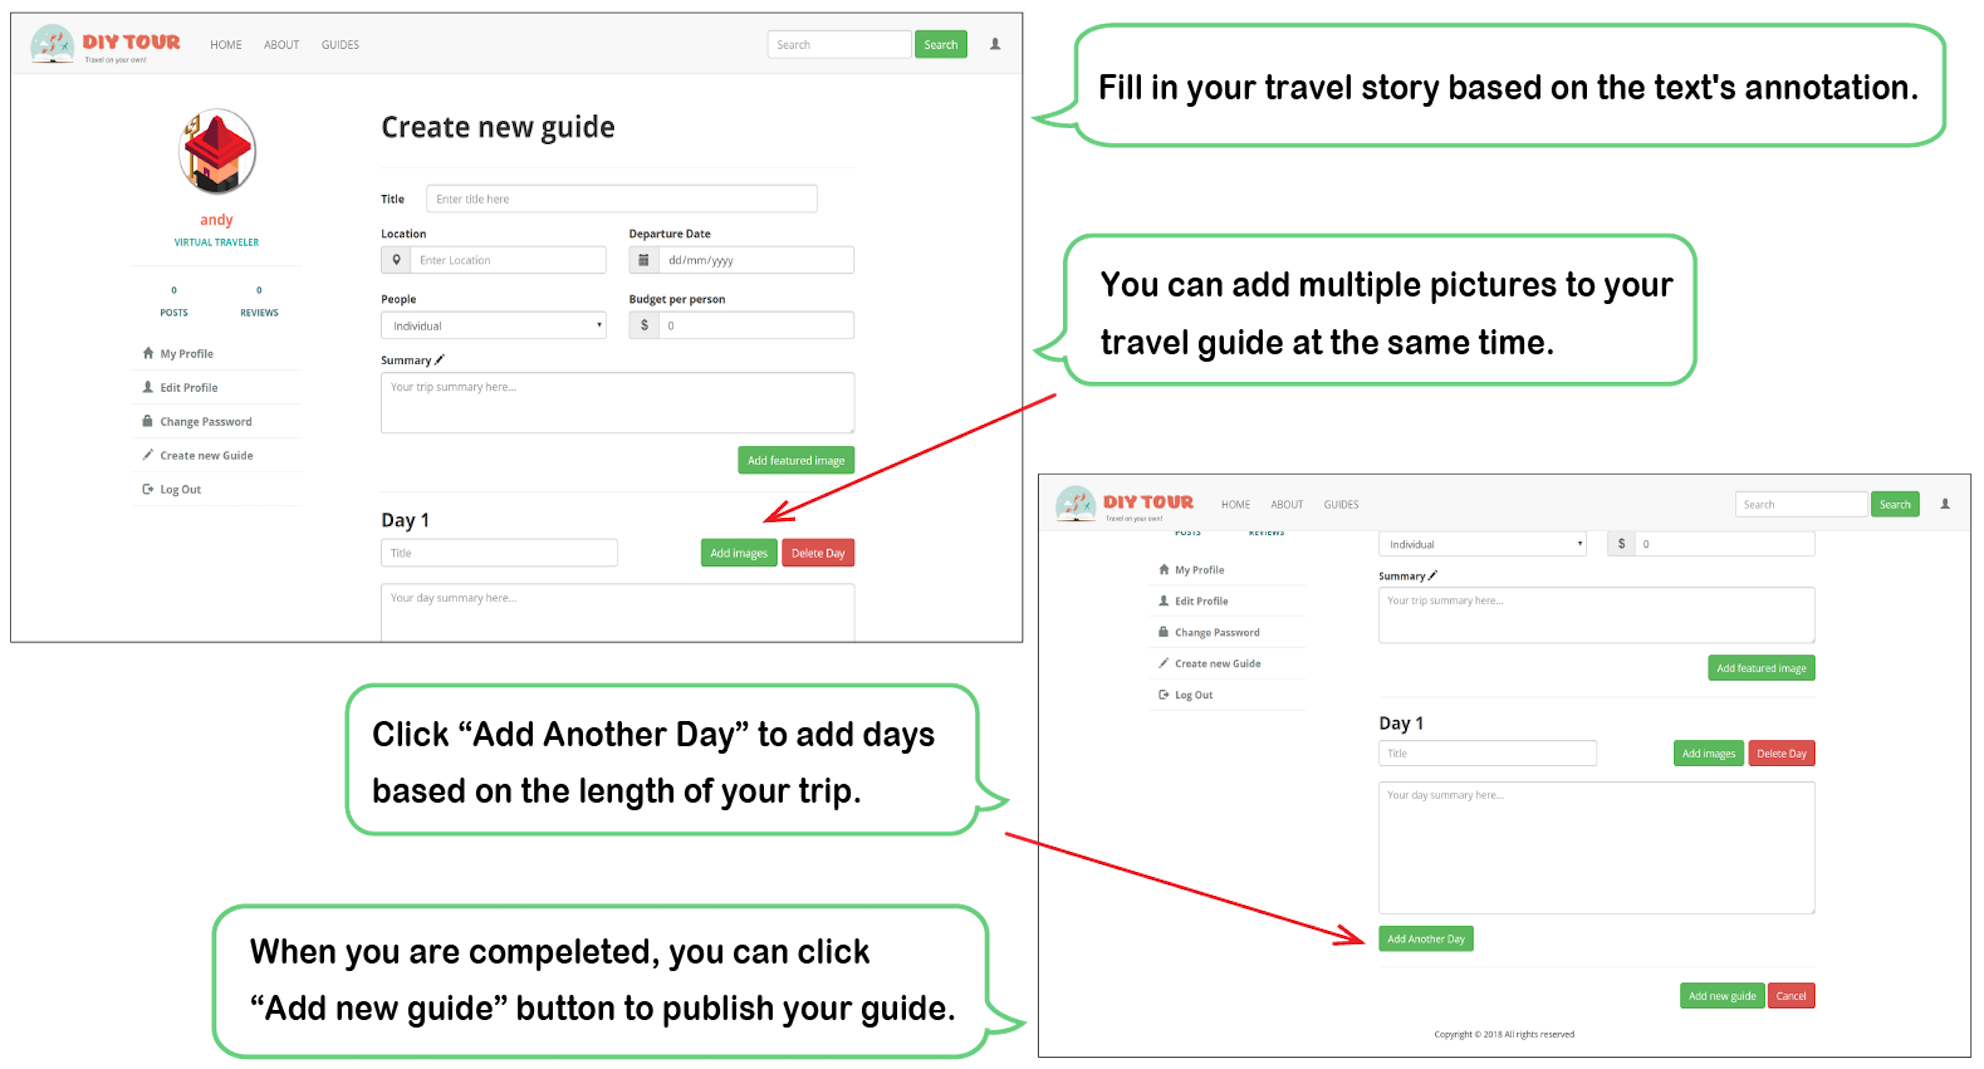 DIY TOUR
Travel on your own!
HOME ABOUT GUIDES
Search Search
andy
VIRTUAL TRAVELER
0 0
POSTS REVIEWS
My Profile
Edit Profile
Change Password
Create new Guide
Log Out
Create new guide
Title Enter title here
Location Departure Date
Enter Location dd/mm/yyyy
People Budget per person
Individual $ 0
Summary
Your trip summary here...
Add featured image
Day 1
Title Add images Delete Day
Your day summary here...
Fill in your travel story based on the text's annotation.
You can add multiple pictures to your
travel guide at the same time.
Click “Add Another Day” to add days
based on the length of your trip.
When you are compeleted, you can click
“Add new guide” button to publish your guide.
DIY TOUR
Travel on your own!
HOME ABOUT GUIDES
Search Search
POSTS REVIEWS
My Profile
Edit Profile
Change Password
Create new Guide
Log Out
Individual $ 0
Summary
Your trip summary here...
Add featured image
Day 1
Title Add images Delete Day
Your day summary here...
Add Another Day
Add new guide Cancel
Copyright © 2018 All rights reserved